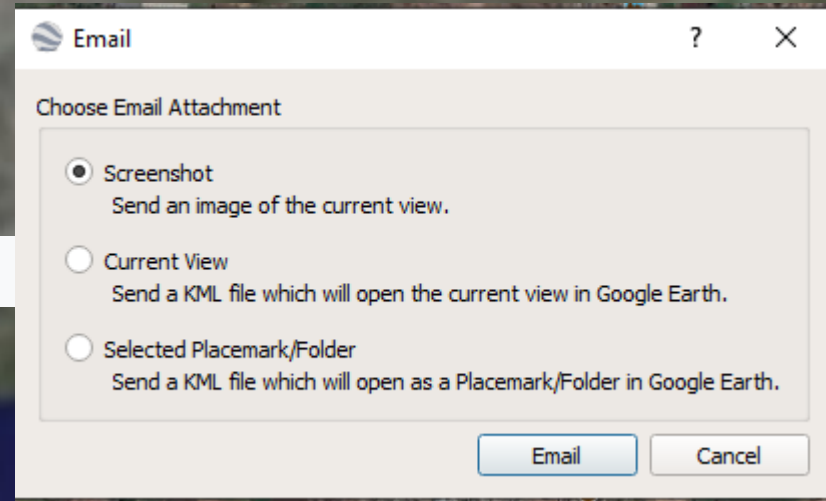 Email
?
Choose Email Attachment
Screenshot
Send an image of the current view.
Current View
Send a KML file which will open the current view in Google Earth.
Selected Placemark/Folder
Send a KML file which will open as a Placemark/Folder in Google Earth.
Email
Cancel